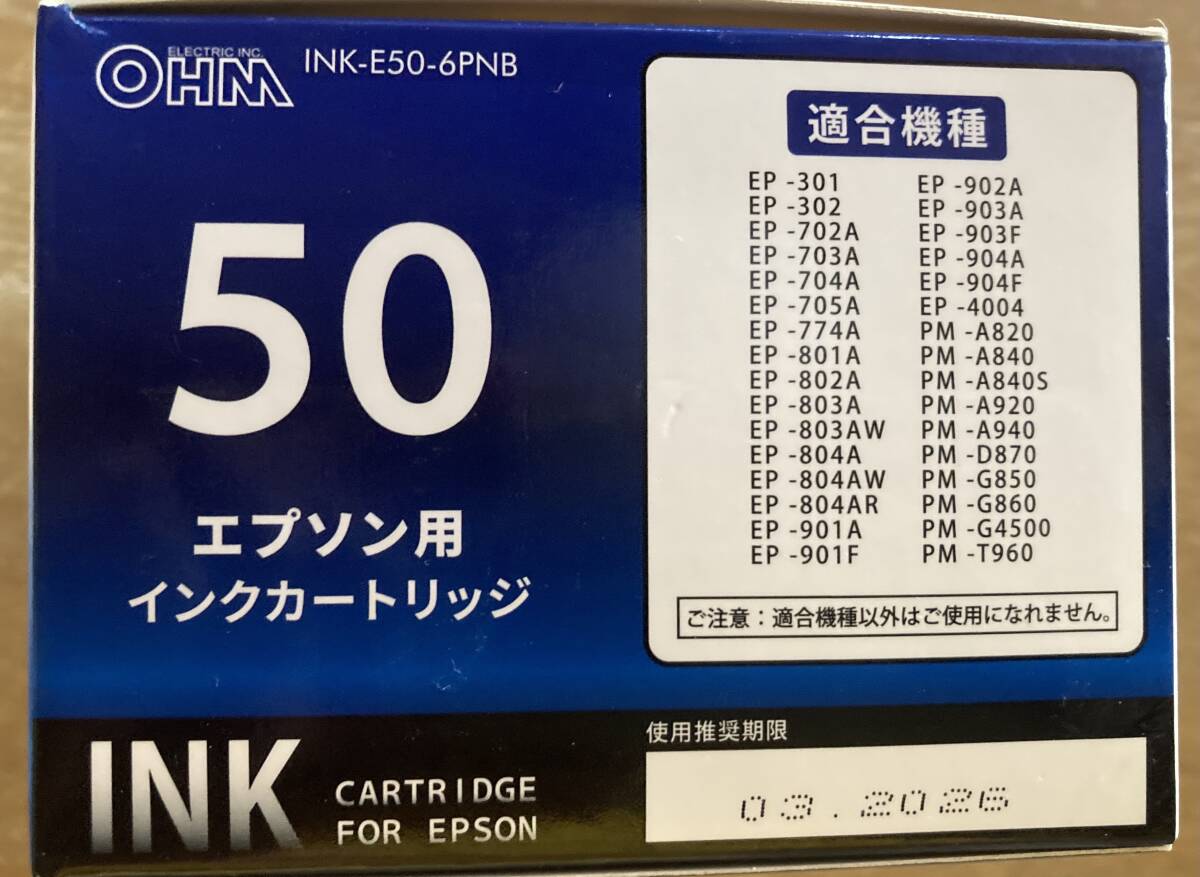 ELECTRIC INC.
OHM
INK-E50-6PNB
50
エプソン用
インクカートリッジ
適合機種
EP -301
EP -302
EP -702A
EP -703A
EP -704A
EP -705A
EP -774A
EP -801A
EP -802A
EP -803A
EP -803AW
EP -804A
EP -804AW
EP -804AR
EP -901A
EP -901F
EP -902A
EP -903A
EP -903F
EP -904A
EP -904F
EP -4004
PM -A820
PM -A840
PM -A840S
PM -A920
PM -A940
PM -D870
PM -G850
PM -G860
PM -G4500
PM -T960
ご注意：適合機種以外はご使用になれません。
INK
CARTRIDGE
FOR EPSON
使用推奨期限
03.2026